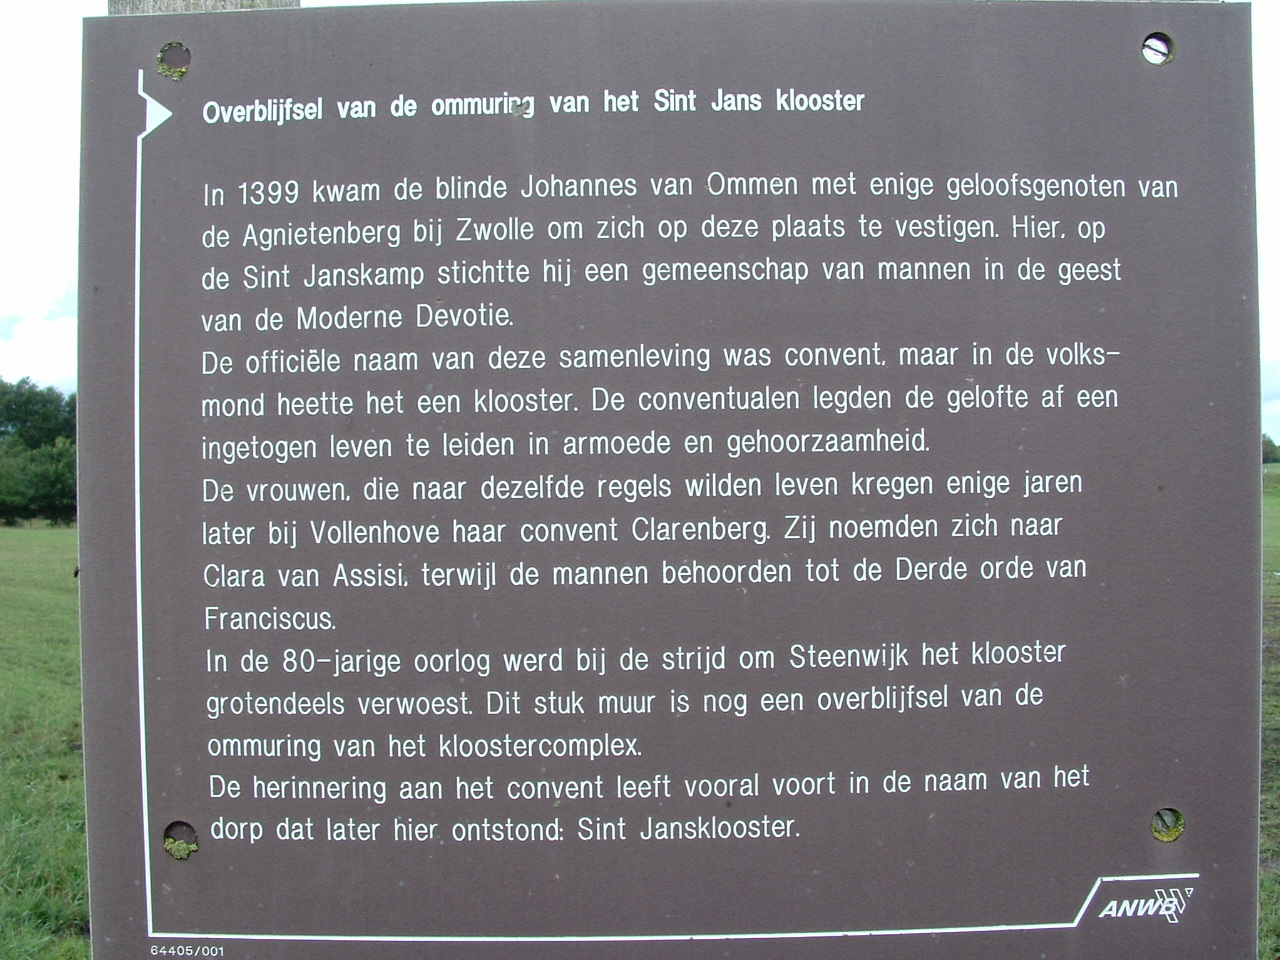 Overblijfsel van de ommuring van het Sint Jans klooster
In 1399 kwam de blinde Johannes van Ommen met enige geloofsgenoten van
de Agnietenberg bij Zwolle om zich op deze plaats te vestigen. Hier, op
de Sint Janskamp stichtte hij een gemeenschap van mannen in de geest
van de Moderne Devotie.
De officiële naam van deze samenleving was convent, maar in de volks-
mond heette het een klooster. De conventualen legden de gelofte af een
ingetogen leven te leiden in armoede en gehoorzaamheid.
De vrouwen, die naar dezelfde regels wilden leven kregen enige jaren
later bij Vollenhove haar convent Clarenberg. Zij noemden zich naar
Clara van Assisi, terwijl de mannen behoorden tot de Derde orde van
Franciscus.
In de 80-jarige oorlog werd bij de strijd om Steenwijk het klooster
grotendeels verwoest. Dit stuk muur is nog een overblijfsel van de
ommuring van het kloostercomplex.
De herinnering aan het convent leeft vooral voort in de naam van het
dorp dat later hier ontstond: Sint Jansklooster.
ANWB
64405/001